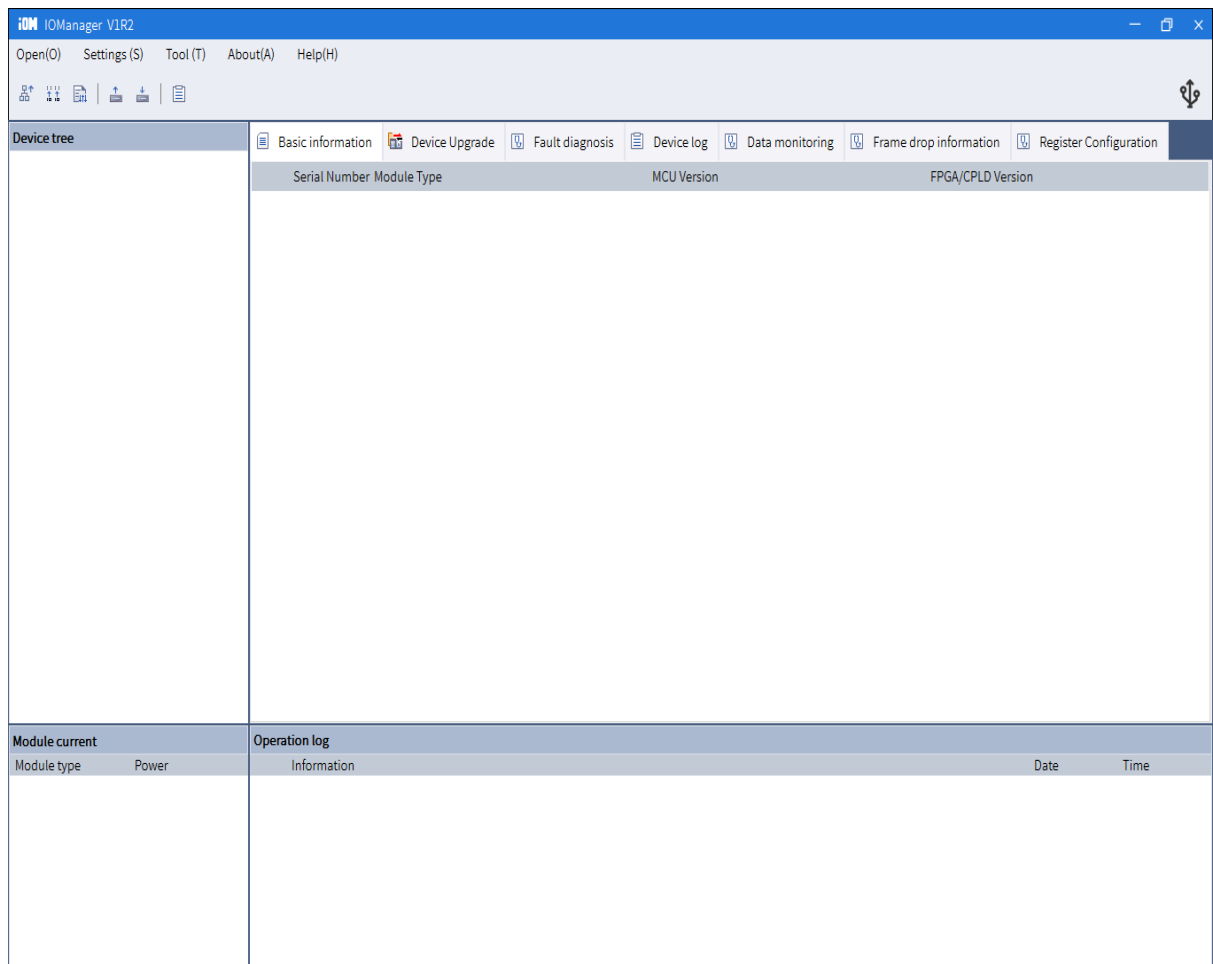 iOM IOManager V1R2
Open(O) Settings (S) Tool (T) About(A) Help(H)
Device tree
Basic information Device Upgrade Fault diagnosis Device log Data monitoring Frame drop information Register Configuration
Serial Number Module Type MCU Version FPGA/CPLD Version
Module current
Module type Power
Operation log
Information Date Time